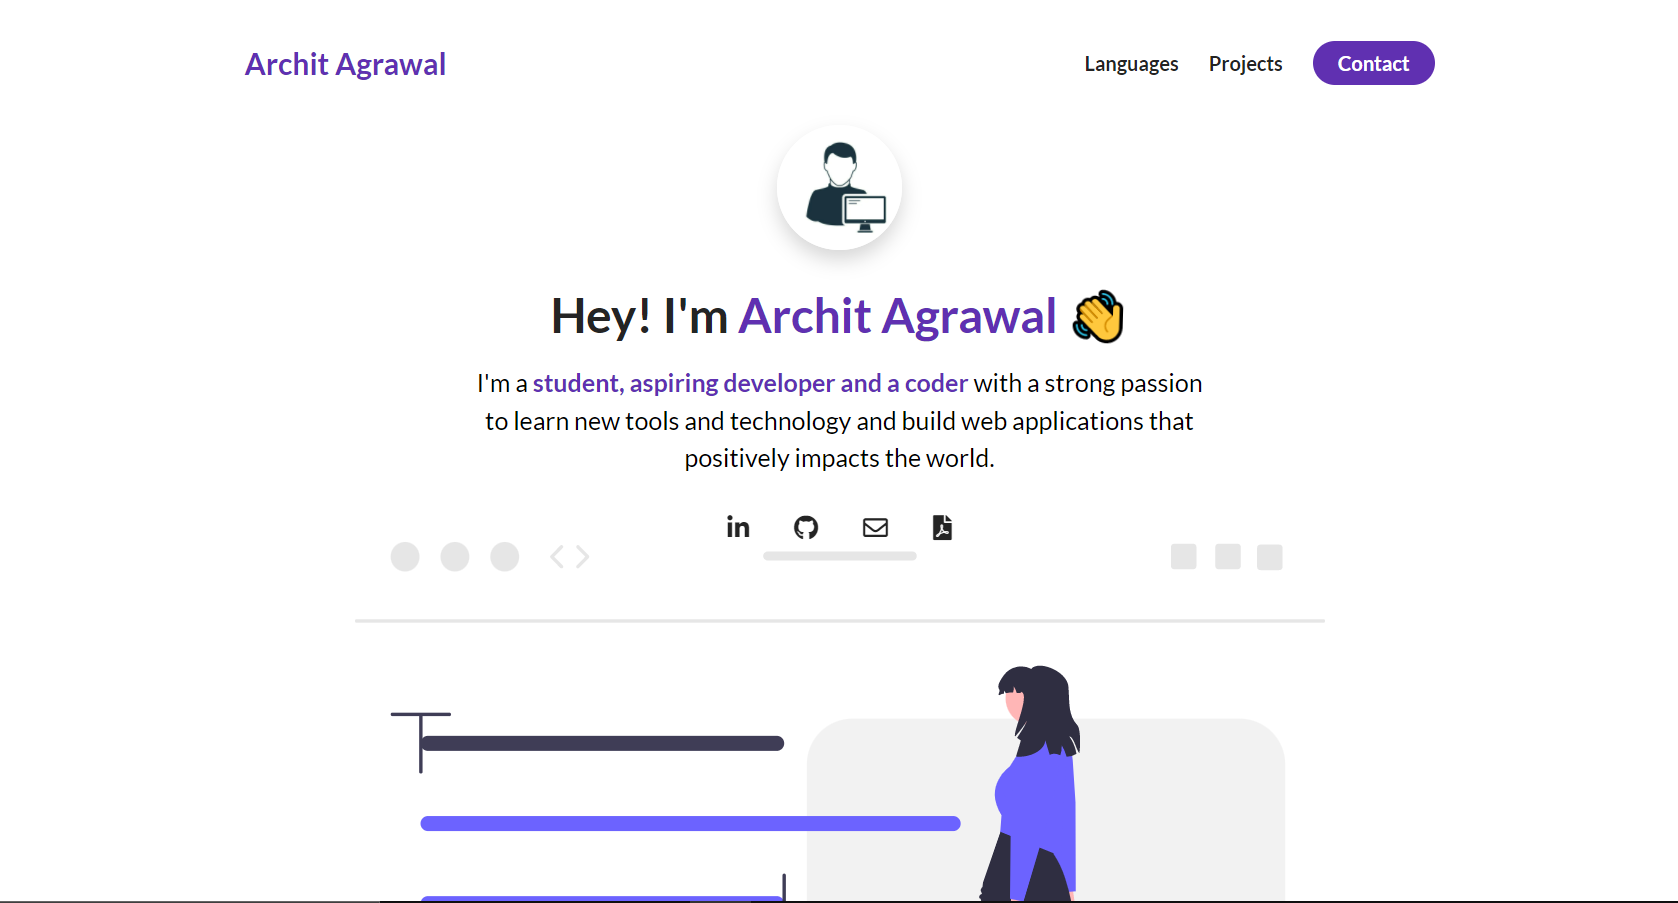 Archit Agrawal
Languages Projects Contact
Hey! I'm Archit Agrawal 👋
I'm a student, aspiring developer and a coder with a strong passion
to learn new tools and technology and build web applications that
positively impacts the world.
in